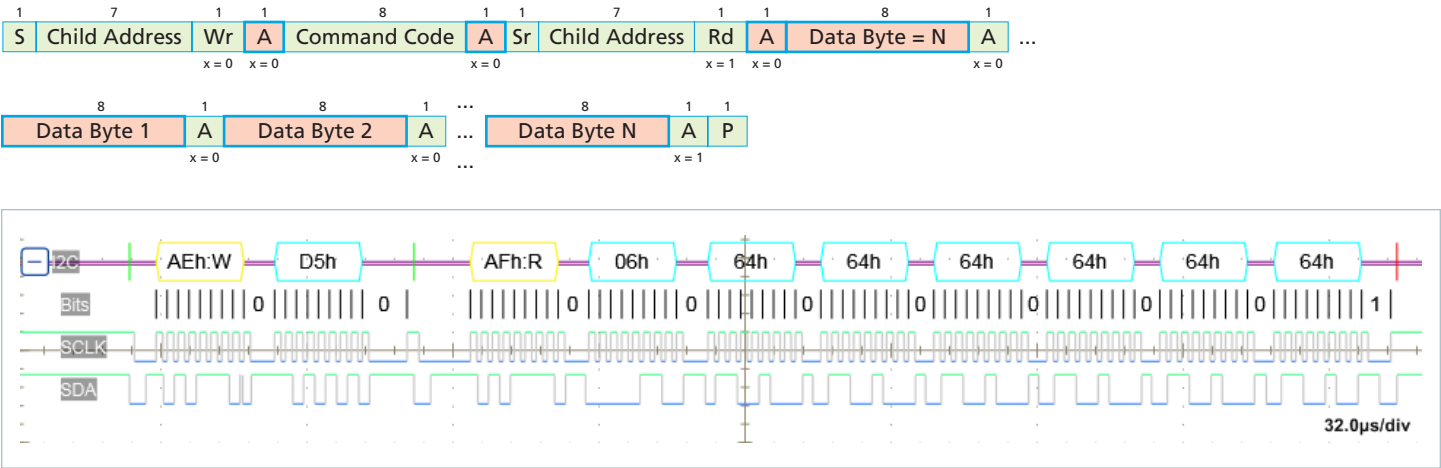 1 7 1 1 8 1 1 7 1 1 8 1
S Child Address Wr A Command Code A Sr Child Address Rd A Data Byte = N A ...
x = 0 x = 0 x = 0 x = 1 x = 0 x = 0
8 1 8 1 ... 8 1 1
Data Byte 1 A Data Byte 2 A ... Data Byte N A P
x = 0 x = 0 ... x = 1
I2C AEh:W D5h AFh:R 06h 64h 64h 64h 64h 64h 64h
Bits 0 0 0 0 0 0 0 0 0 1
SCLK
SDA
32.0µs/div